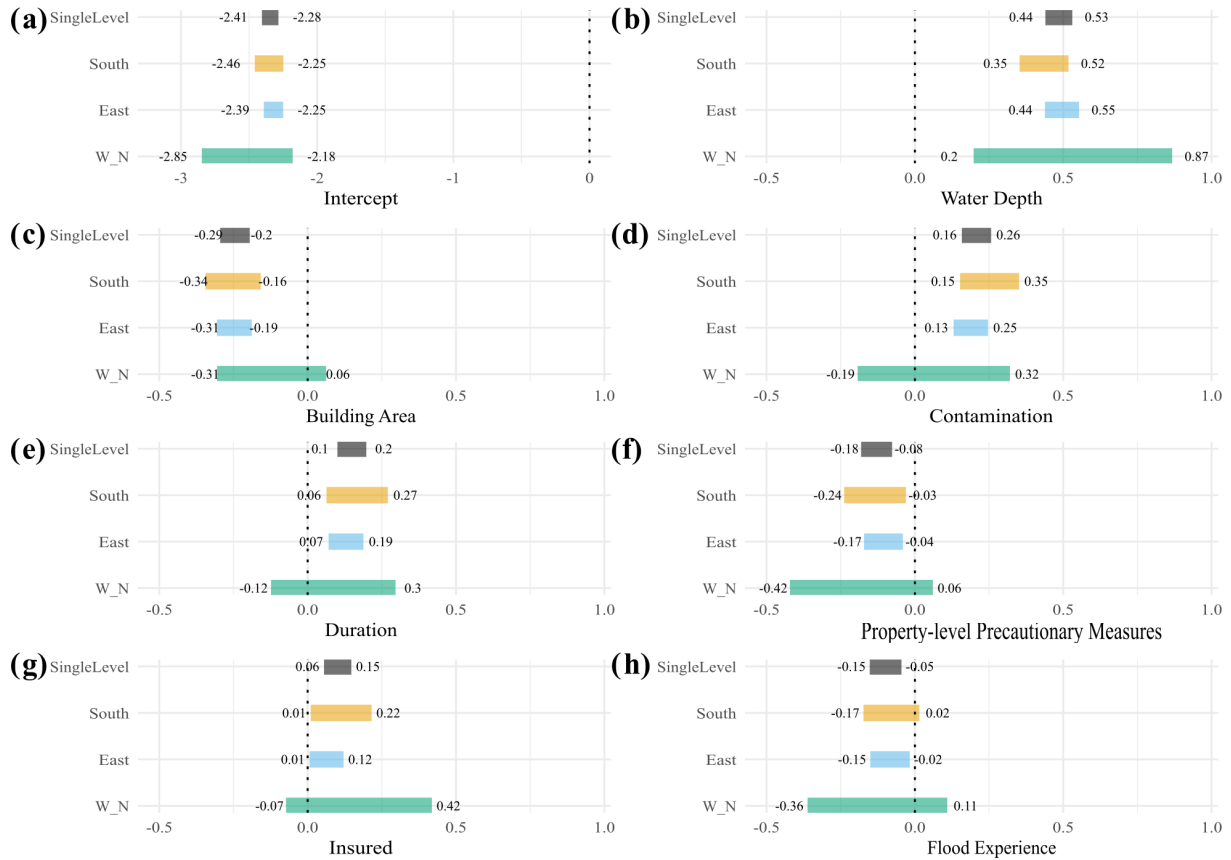 (a)
SingleLevel -2.41 -2.28
South -2.46 -2.25
East -2.39 -2.25
W_N -2.85 -2.18
-3 -2 -1 0
Intercept
(b)
0.44 0.53
0.35 0.52
0.44 0.55
0.2 0.87
-0.5 0.0 0.5 1.0
Water Depth
(c)
SingleLevel -0.29 -0.2
South -0.34 -0.16
East -0.31 -0.19
W_N -0.31 0.06
-0.5 0.0 0.5 1.0
Building Area
(d)
0.16 0.26
0.15 0.35
0.13 0.25
-0.19 0.32
-0.5 0.0 0.5 1.0
Contamination
(e)
SingleLevel 0.1 0.2
South 0.06 0.27
East 0.07 0.19
W_N -0.12 0.3
-0.5 0.0 0.5 1.0
Duration
(f)
SingleLevel -0.18 -0.08
South -0.24 -0.03
East -0.17 -0.04
W_N -0.42 0.06
-0.5 0.0 0.5 1.0
Property-level Precautionary Measures
(g)
SingleLevel 0.06 0.15
South 0.01 0.22
East 0.01 0.12
W_N -0.07 0.42
-0.5 0.0 0.5 1.0
Insured
(h)
SingleLevel -0.15 -0.05
South -0.17 0.02
East -0.15 -0.02
W_N -0.36 0.11
-0.5 0.0 0.5 1.0
Flood Experience